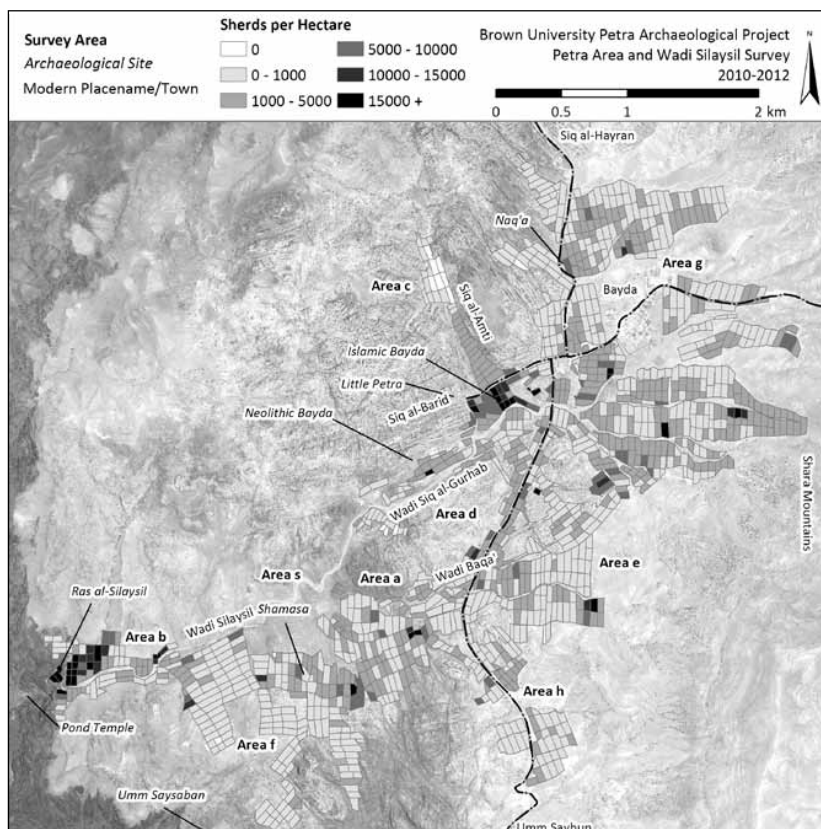 Survey Area
Archaeological Site
Modern Placename/Town
Sherds per Hectare
0
0 - 1000
1000 - 5000
5000 - 10000
10000 - 15000
15000 +
Brown University Petra Archaeological Project
Petra Area and Wadi Silaysil Survey
2010-2012
N
0 0.5 1 2 km
Siq al-Hayran
Naq'a
Area g
Area c
Siq al-Amti
Bayda
Islamic Bayda
Little Petra
Siq al-Barid
Neolithic Bayda
Wadi Siq al-Gurhab
Shara Mountains
Area d
Area s
Area a
Wadi Baqa'
Area e
Ras al-Silaysil
Area b
Wadi Silaysil
Shamasa
Area h
Pond Temple
Area f
Umm Saysaban
Umm Sayhun